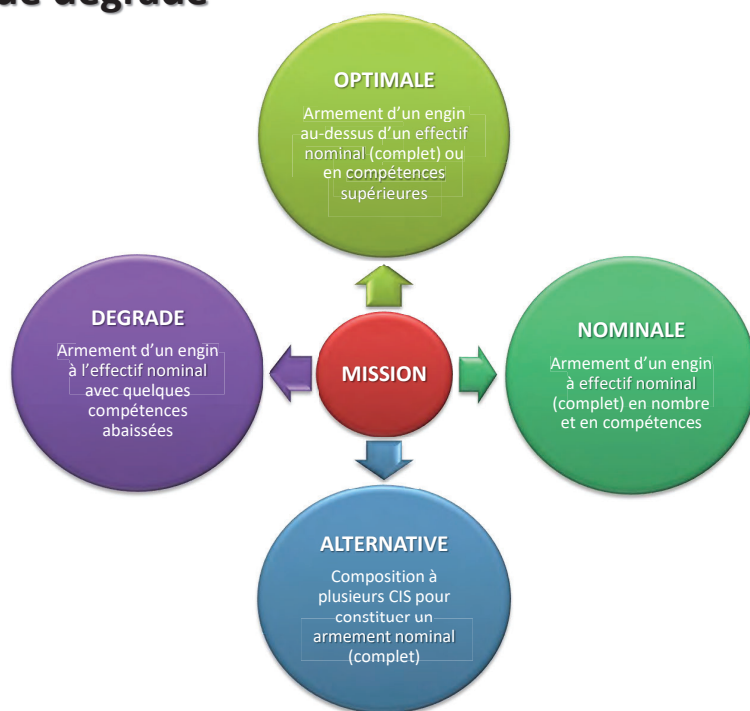 de dégradé
OPTIMALE
Armement d'un engin
au-dessus d'un effectif
nominal (complet) ou
en compétences
supérieures
DEGRADE
Armement d'un engin
à l'effectif nominal
avec quelques
compétences
abaissées
MISSION
NOMINALE
Armement d'un engin
à effectif nominal
(complet) en nombre
et en compétences
ALTERNATIVE
Composition à
plusieurs CIS pour
constituer un
armement nominal
(complet)